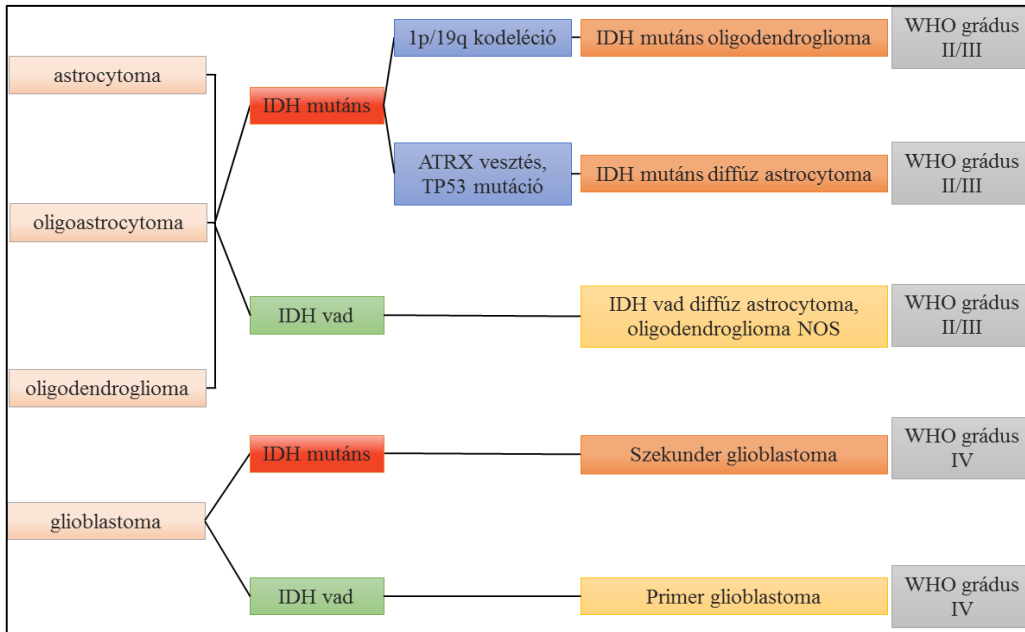 1p/19q kodeléció
IDH mutáns oligodendroglioma
WHO grádus
II/III
astrocytoma
IDH mutáns
ATRX vesztés,
TP53 mutáció
IDH mutáns diffúz astrocytoma
WHO grádus
II/III
oligoastrocytoma
IDH vad
IDH vad diffúz astrocytoma,
oligodendroglioma NOS
WHO grádus
II/III
oligodendroglioma
IDH mutáns
Szekunder glioblastoma
WHO grádus
IV
glioblastoma
IDH vad
Primer glioblastoma
WHO grádus
IV